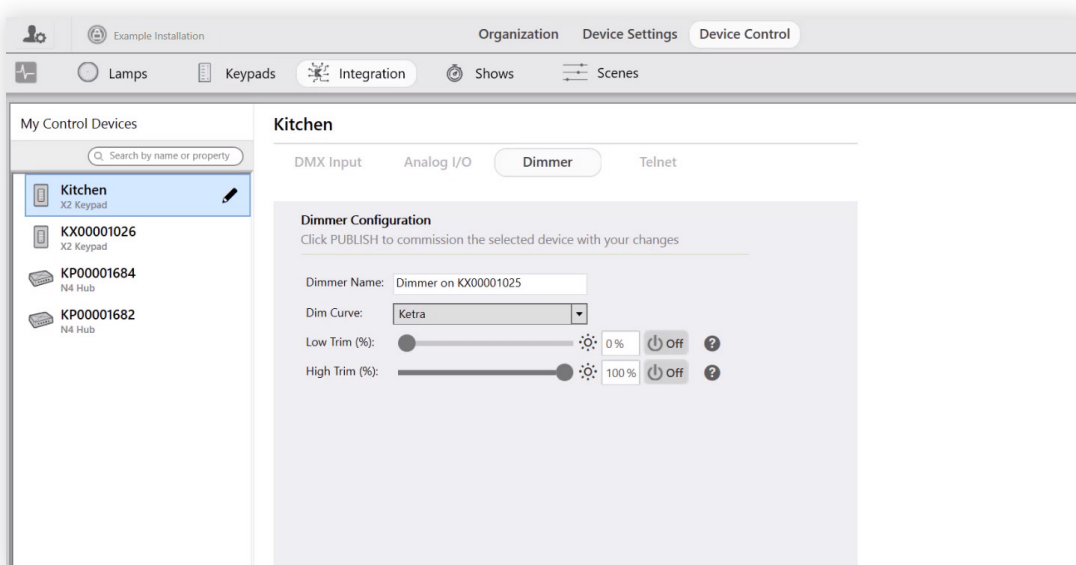 Example Installation
Organization Device Settings Device Control
Lamps Keypads Integration Shows Scenes
My Control Devices
Search by name or property
Kitchen
X2 Keypad
KX00001026
X2 Keypad
KP00001684
N4 Hub
KP00001682
N4 Hub
Kitchen
DMX Input Analog I/O Dimmer Telnet
Dimmer Configuration
Click PUBLISH to commission the selected device with your changes
Dimmer Name: Dimmer on KX00001025
Dim Curve: Ketra
Low Trim (%): 0 % Off ?
High Trim (%): 100 % Off ?